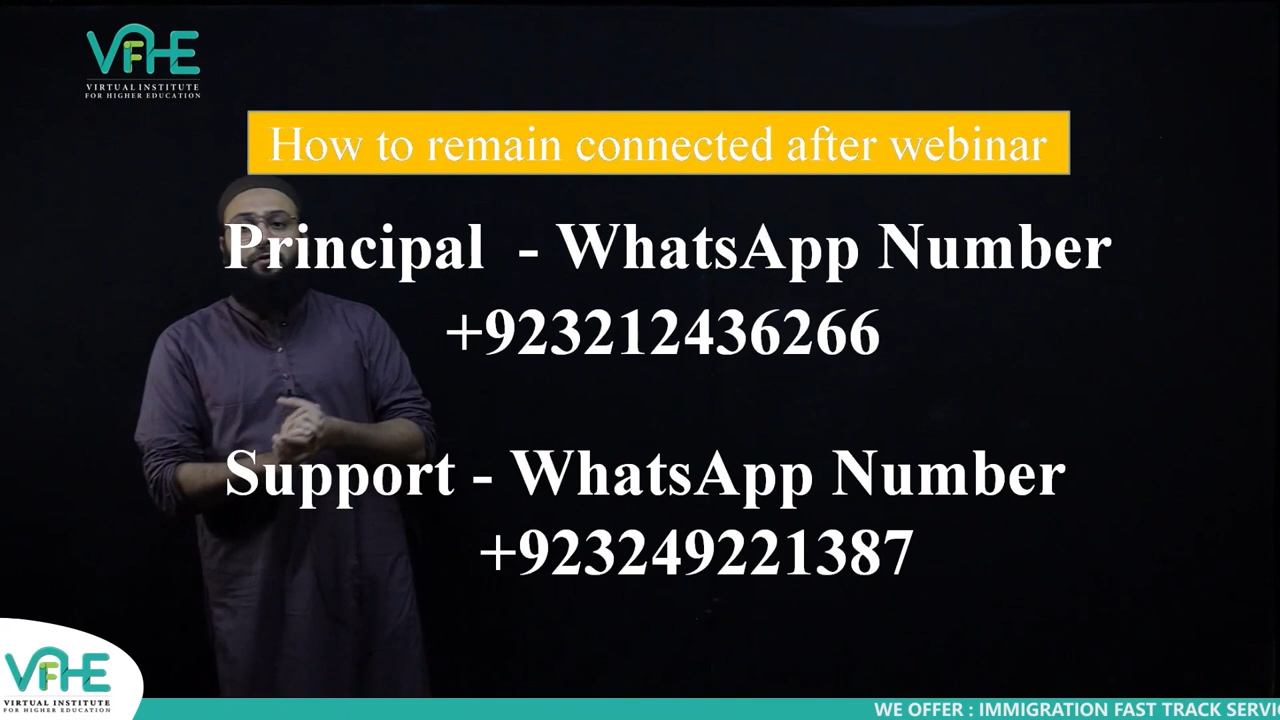 VFHE
VIRTUAL INSTITUTE
FOR HIGHER EDUCATION
How to remain connected after webinar
Principal - WhatsApp Number
+923212436266
Support - WhatsApp Number
+923249221387
VFHE
VIRTUAL INSTITUTE
FOR HIGHER EDUCATION
WE OFFER : IMMIGRATION FAST TRACK SERVIC